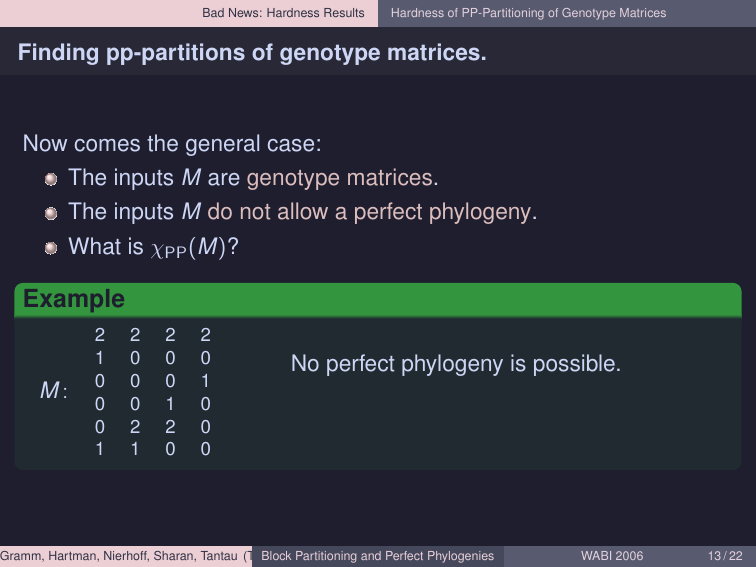 Bad News: Hardness Results Hardness of PP-Partitioning of Genotype Matrices
Finding pp-partitions of genotype matrices.
Now comes the general case:
The inputs M are genotype matrices.
The inputs M do not allow a perfect phylogeny.
What is χPP(M)?
Example
M:
2 2 2 2
1 0 0 0
0 0 0 1
0 0 1 0
0 2 2 0
1 1 0 0
No perfect phylogeny is possible.
Gramm, Hartman, Nierhoff, Sharan, Tantau (T Block Partitioning and Perfect Phylogenies WABI 2006 13 / 22